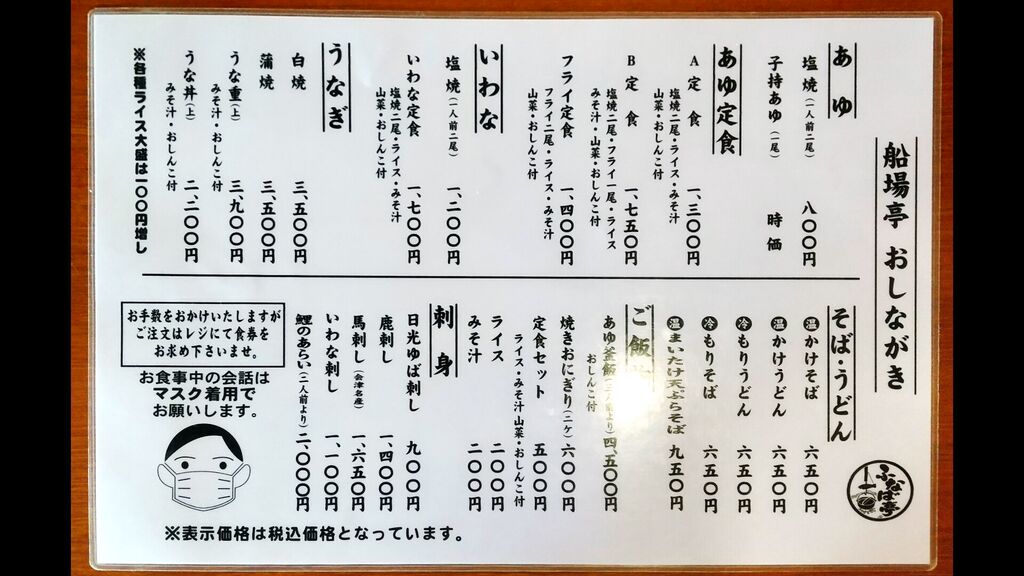 船場亭 おしながき
あゆ
塩焼(一人前二尾) 八〇〇円
子持あゆ(一尾) 時価
あゆ定食
A定食 一、三〇〇円
塩焼二尾・ライス・みそ汁
山菜・おしんこ付
B定食 一、七五〇円
塩焼二尾・フライ一尾・ライス
みそ汁・山菜・おしんこ付
フライ定食 一、四〇〇円
フライ二尾・ライス・みそ汁
山菜・おしんこ付
いわな
塩焼(一人前二尾) 一、二〇〇円
いわな定食 一、七〇〇円
塩焼二尾・ライス・みそ汁
山菜・おしんこ付
うなぎ
白焼 三、五〇〇円
蒲焼 三、五〇〇円
うな重(上) 三、九〇〇円
みそ汁・おしんこ付
うな丼(上) 二、二〇〇円
みそ汁・おしんこ付
※各種ライス大盛は一〇〇円増し
そば・うどん
温かけそば 六五〇円
温かけうどん 六五〇円
冷もりうどん 六五〇円
冷もりそば 六五〇円
温まいたけ天ぷらそば 九五〇円
ご飯
あゆ釜飯(二人前より) 四、五〇〇円
おしんこ付
焼きおにぎり(二ケ) 六〇〇円
定食セット 五〇〇円
ライス・みそ汁 山菜・おしんこ付
ライス 二〇〇円
みそ汁 二〇〇円
刺身
日光ゆば刺し 九〇〇円
鹿刺し 一、四〇〇円
馬刺し(会津名産) 一、六五〇円
いわな刺し 一、一〇〇円
鯉のあらい(二人前より) 二、〇〇〇円
お手数をおかけいたしますが
ご注文はレジにて食券を
お求め下さいませ。
お食事中の会話は
マスク着用で
お願いします。
※表示価格は税込価格となっています。
ふなば亭